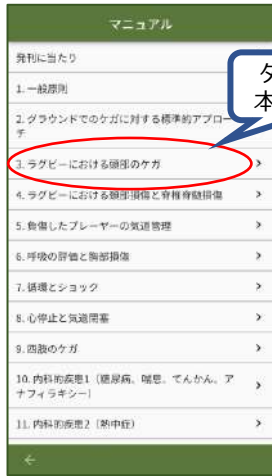 マニュアル
発刊に当たり
1. 一般原則
2. グラウンドでのケガに対する標準的アプロー
チ
3. ラグビーにおける頭部のケガ
4. ラグビーにおける頸部損傷と脊椎脊髄損傷
5. 負傷したプレーヤーの気道管理
6. 呼吸の評価と胸部損傷
7. 循環とショック
8. 心停止と気道閉塞
9. 四肢のケガ
10. 内科的疾患1（糖尿病、喘息、てんかん、ア
ナフィラキシー）
11. 内科的疾患2（熱中症）
本